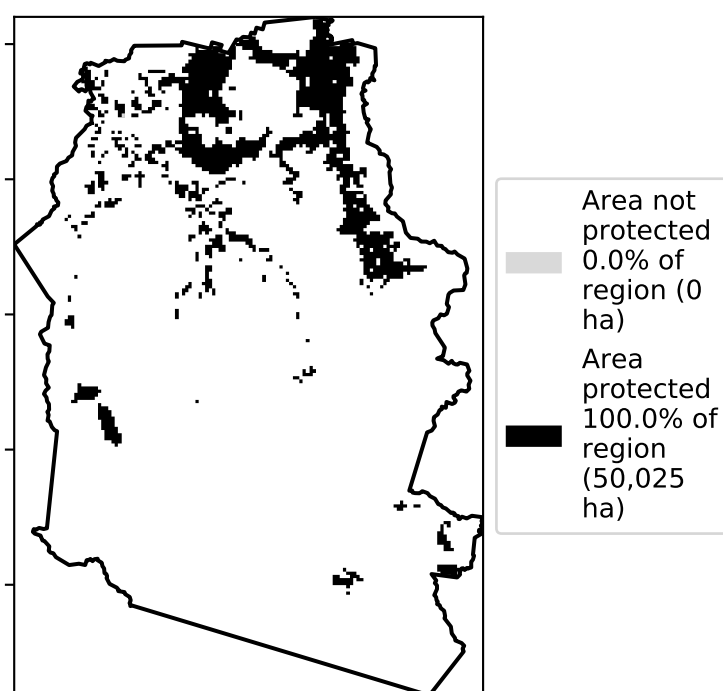 Area not
protected
0.0% of
region (0
ha)
Area
protected
100.0% of
region
(50,025
ha)